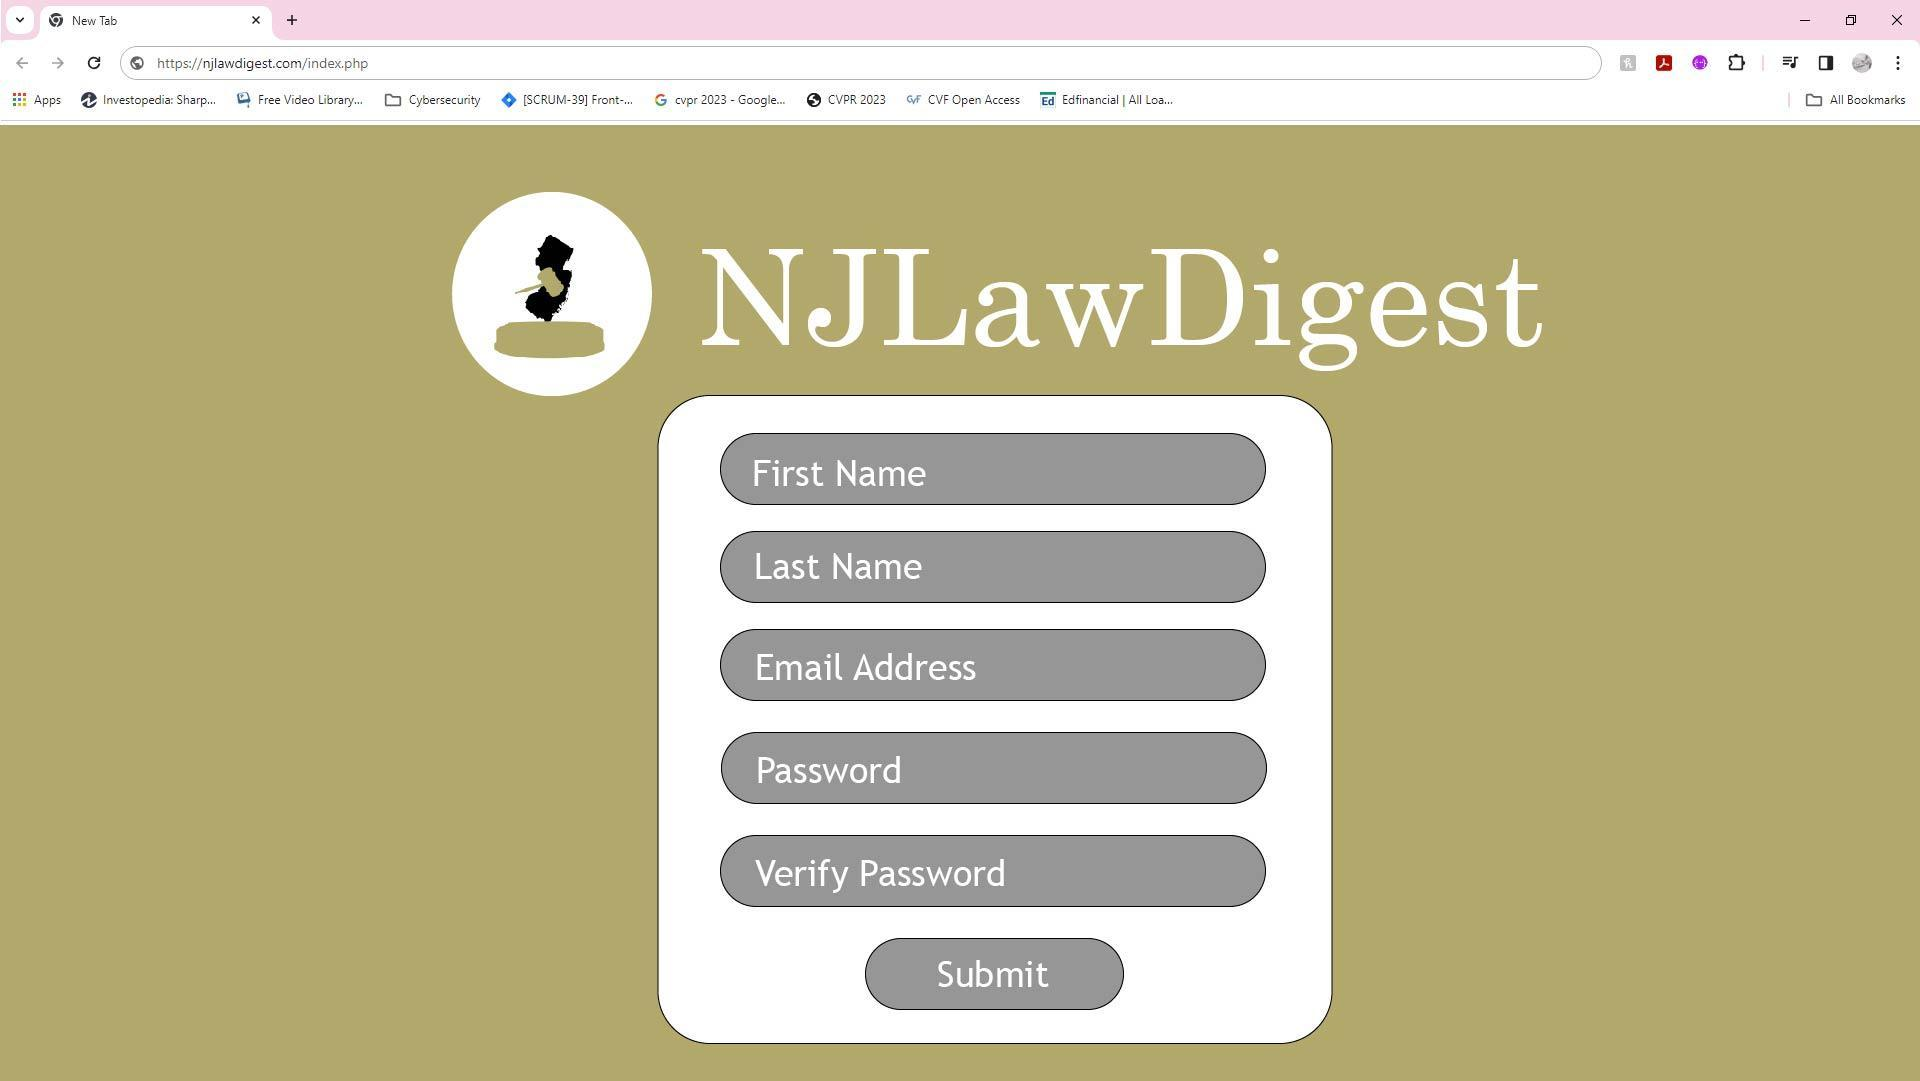 New Tab
https://njlawdigest.com/index.php
Apps Investopedia: Sharp... Free Video Library... Cybersecurity [SCRUM-39] Front-... cvpr 2023 - Google... CVPR 2023 CVF CVF Open Access Ed Edfinancial | All Loa... All Bookmarks
NJLawDigest
First Name
Last Name
Email Address
Password
Verify Password
Submit